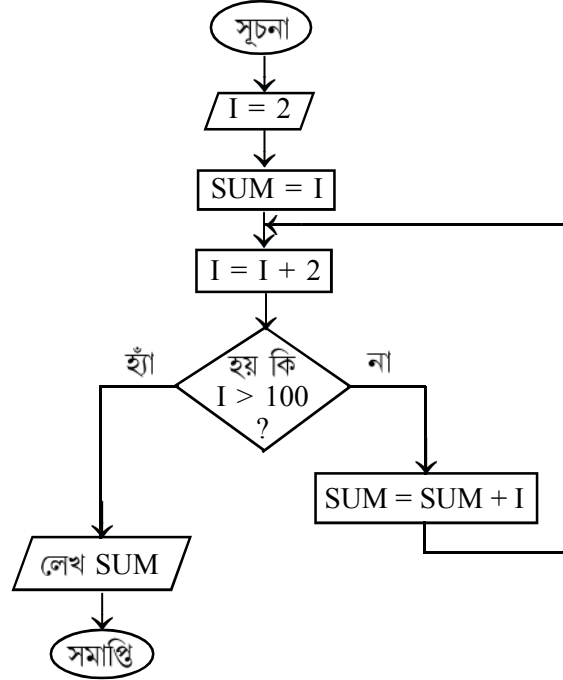 সূচনা
I = 2
SUM = I
I = I + 2
হ্যাঁ
হয় কি
I > 100
?
না
SUM = SUM + I
লেখ SUM
সমাপ্তি